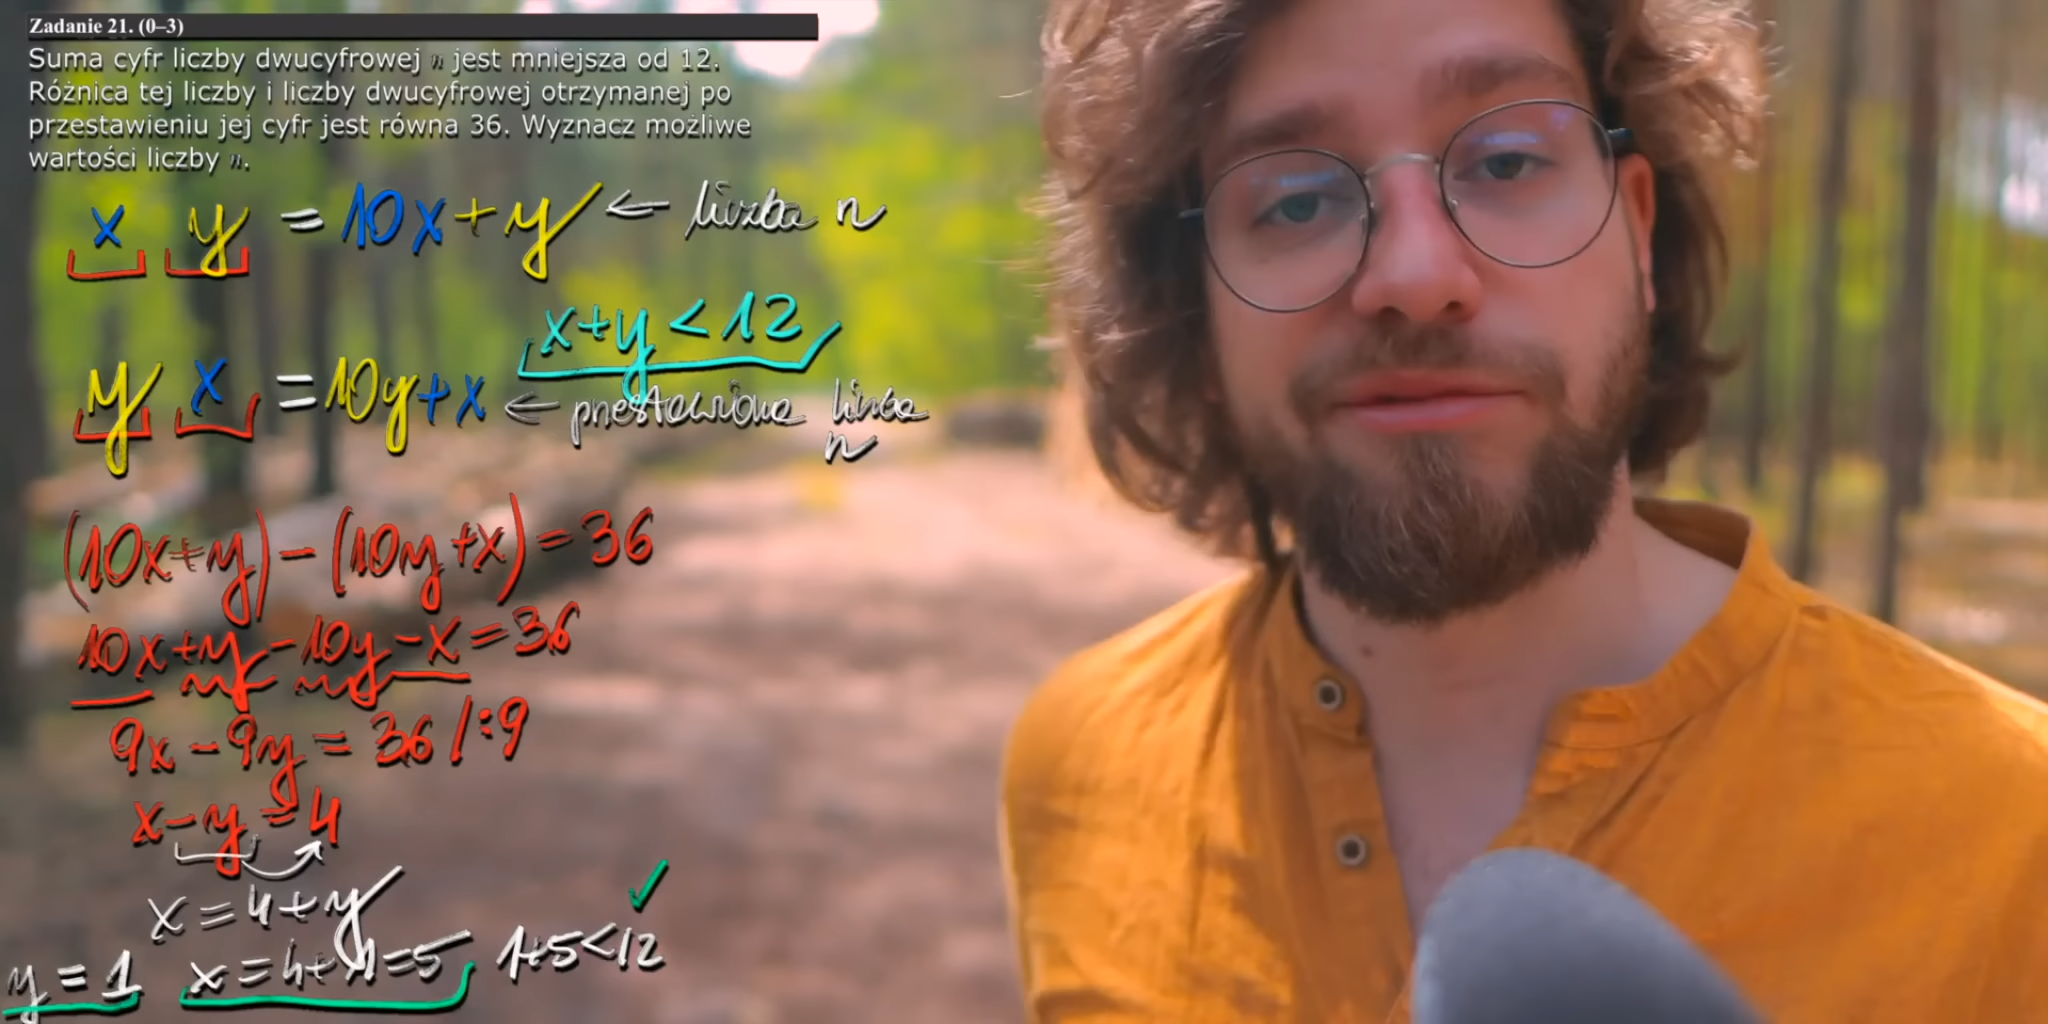 Zadanie 21. (0–3)
Suma cyfr liczby dwucyfrowej n jest mniejsza od 12.
Różnica tej liczby i liczby dwucyfrowej otrzymanej po
przestawieniu jej cyfr jest równa 36. Wyznacz możliwe
wartości liczby n.
x y = 10x+y ← liczba n
x+y < 12
y x = 10y+x ← przestawiona liczba
n
(10x+y) - (10y+x) = 36
10x+y-10y-x = 36
9x - 9y = 36 /:9
x - y = 4
x = 4+y
y = 1 x = 4+1=5 1+5<12 ✓